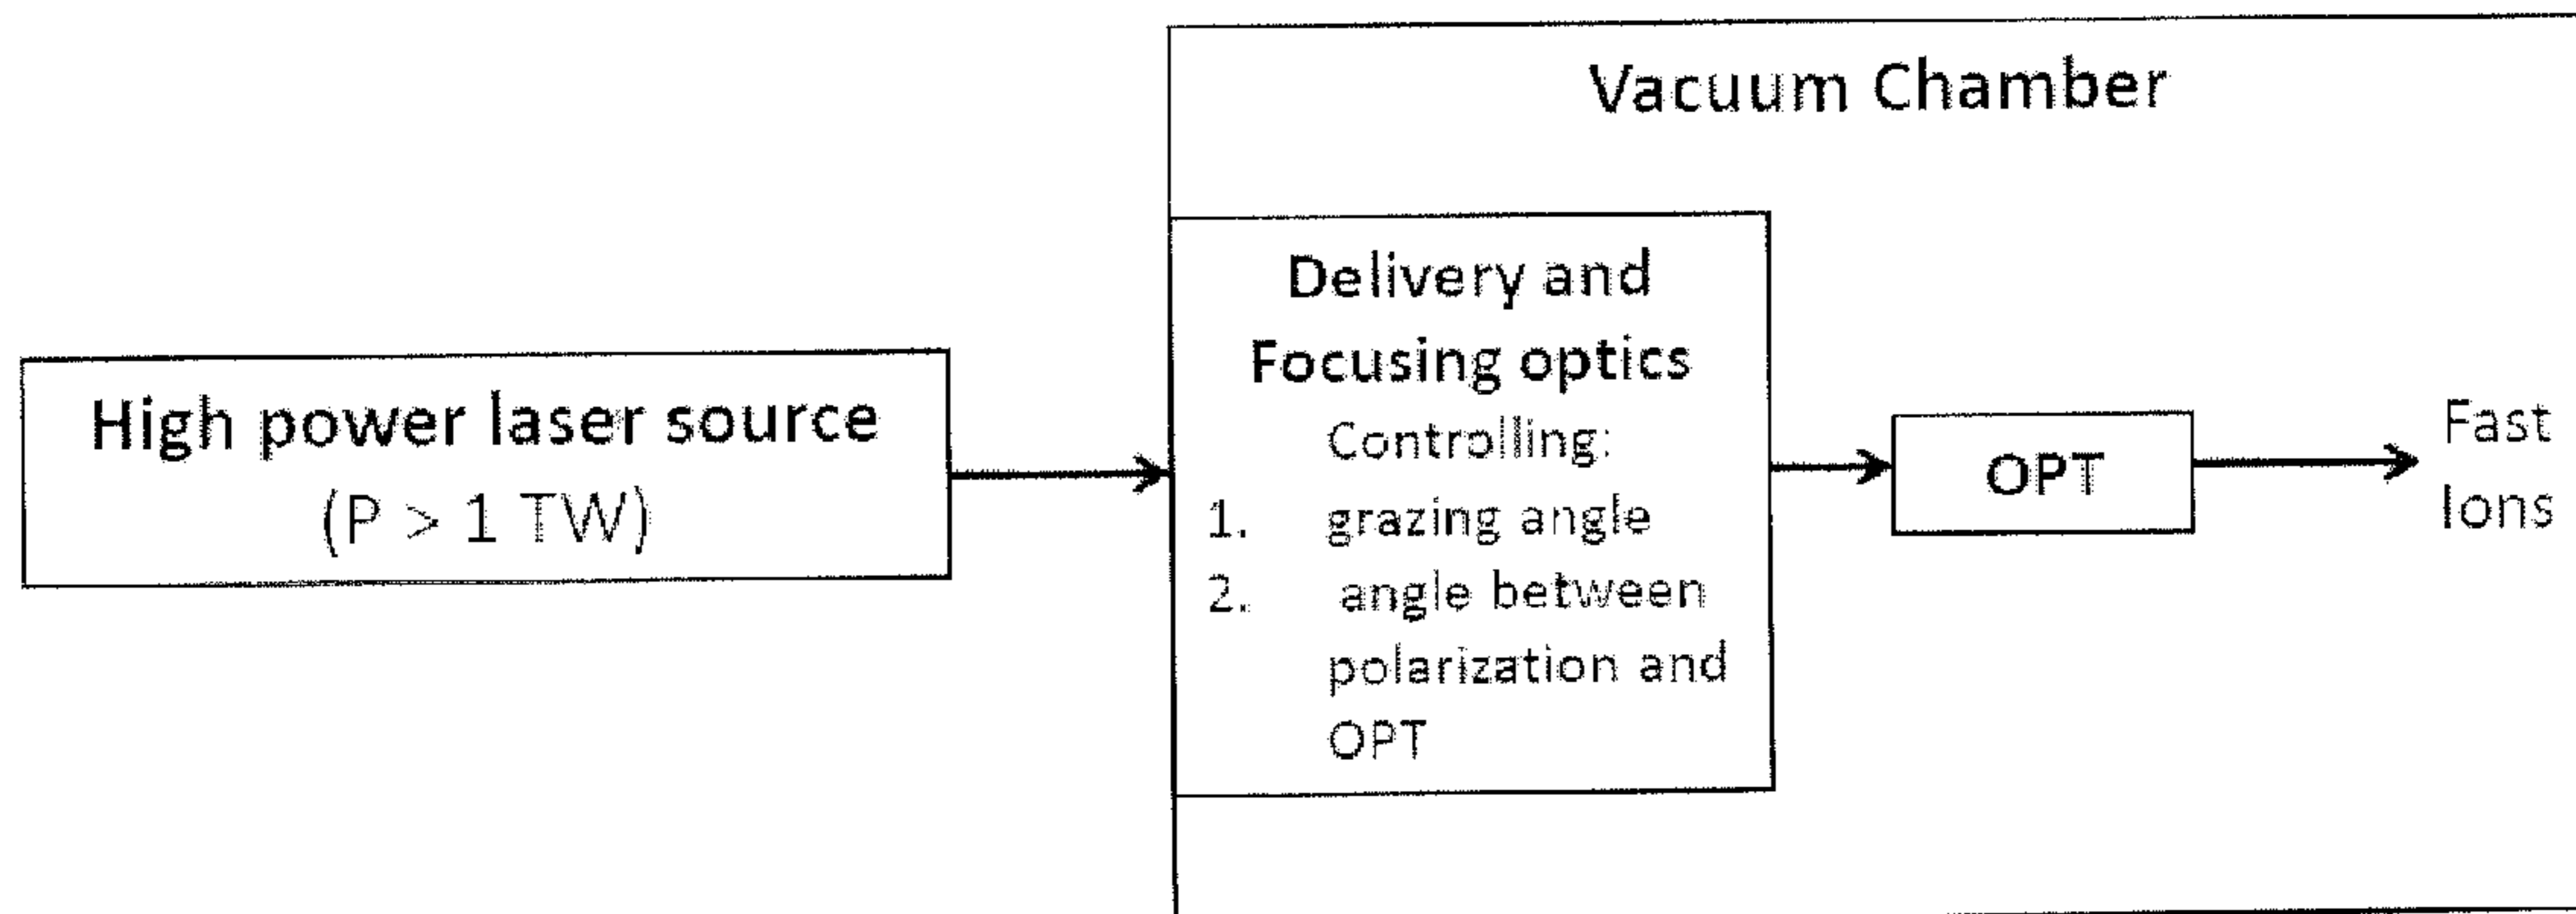 Vacuum Chamber
High power laser source
(P > 1 TW)
Delivery and
Focusing optics
Controlling:
1. grazing angle
2. angle between
polarization and
OPT
OPT
Fast
Ions